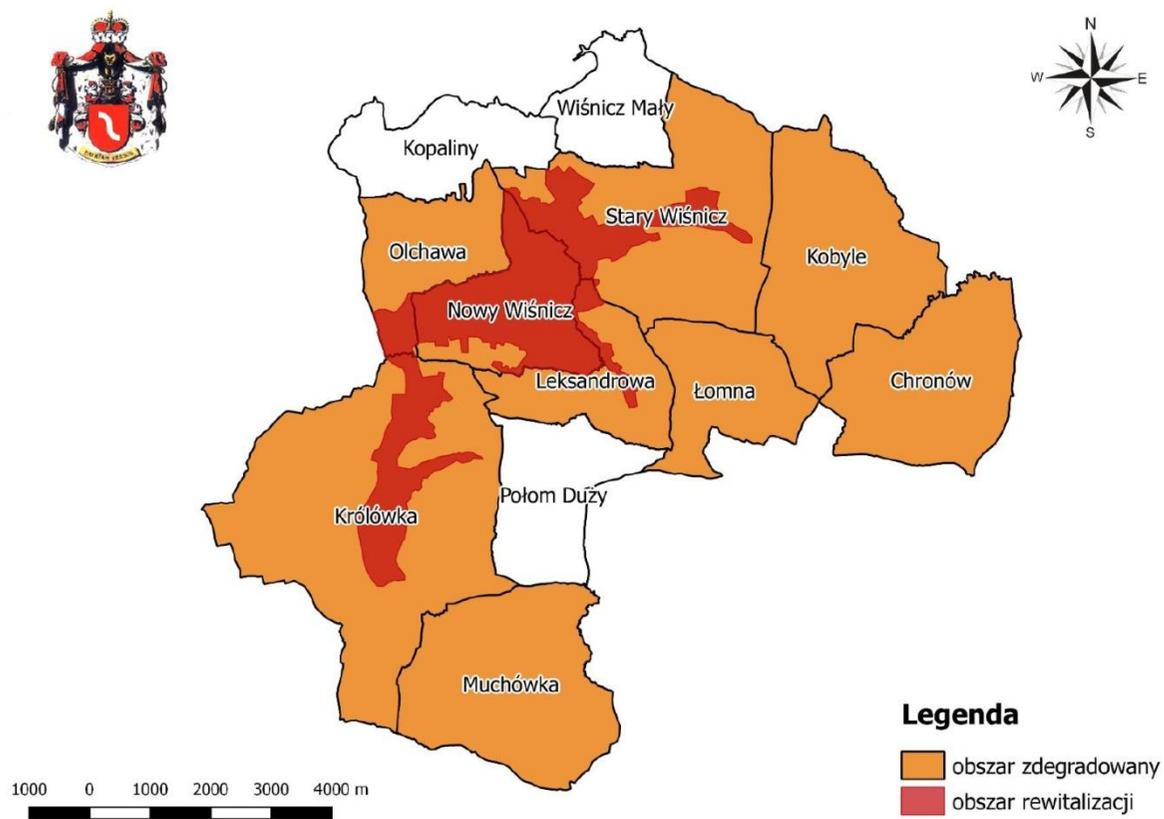 N
W E
S
Wiśnicz Mały
Kopaliny
Stary Wiśnicz
Olchawa
Kobyle
Nowy Wiśnicz
Leksandrowa
Łomna
Chronów
Połom Duży
Królówka
Muchówka
Legenda
obszar zdegradowany
obszar rewitalizacji
1000 0 1000 2000 3000 4000 m